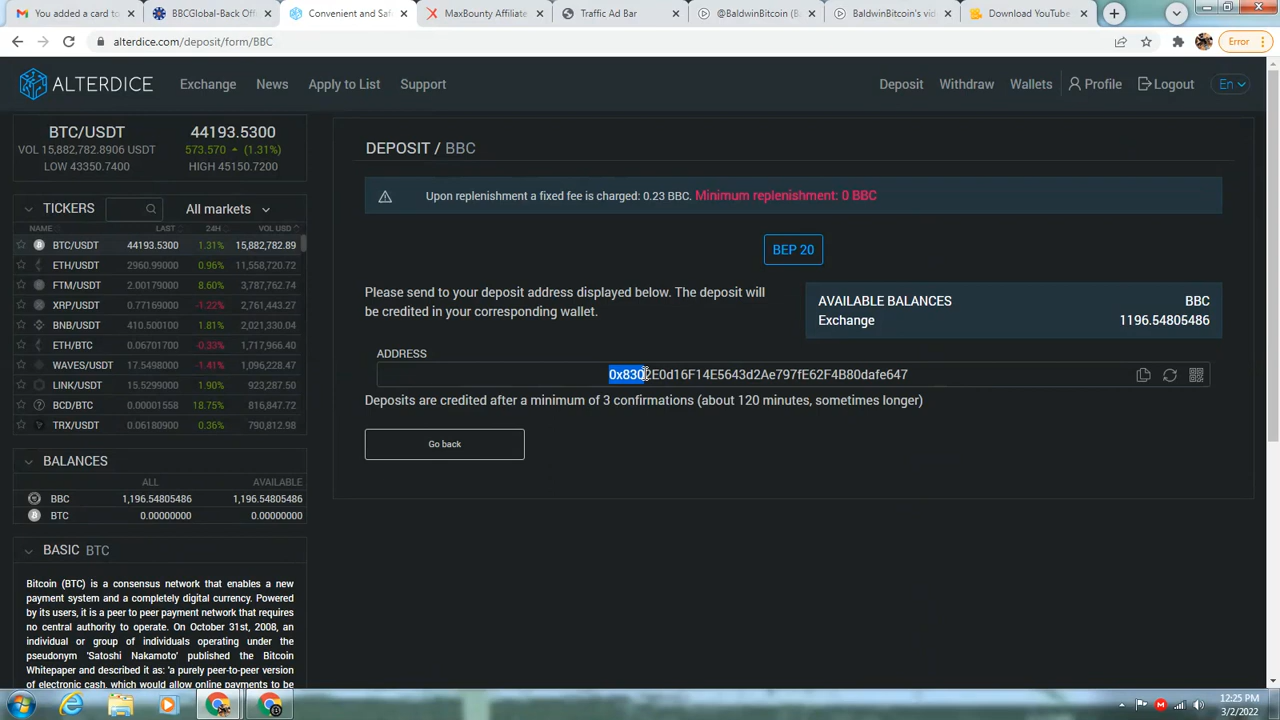 You added a card to
BBCGlobal-Back Offi
Convenient and Saf
MaxBounty Affiliate
Traffic Ad Bar
BaldwinBitcoin (B
BaldwinBitcoin's vid
Download YouTube
alterdice.com/deposit/form/BBC
Error
ALTERDICE
Exchange
News
Apply to List
Support
Deposit
Withdraw
Wallets
Profile
Logout
En
BTC/USDT 44193.5300
VOL 15,882,782.8906 USDT 573.570 (1.31%)
LOW 43350.7400 HIGH 45150.7200
TICKERS All markets
NAME LAST 24H VOL USD
BTC/USDT 44193.5300 1.31% 15,882,782.89
ETH/USDT 2960.99000 0.96% 11,558,720.72
FTM/USDT 2.00179000 8.60% 3,787,762.74
XRP/USDT 0.77169000 -1.22% 2,761,443.27
BNB/USDT 410.500100 1.81% 2,021,330.04
ETH/BTC 0.06701700 -0.33% 1,717,966.40
WAVES/USDT 17.5498000 -1.41% 1,096,228.47
LINK/USDT 15.5299000 1.90% 923,287.50
BCD/BTC 0.00001558 18.75% 816,847.72
TRX/USDT 0.06180900 0.36% 790,812.98
BALANCES
ALL AVAILABLE
BBC 1,196.54805486 1,196.54805486
BTC 0.00000000 0.00000000
BASIC BTC
Bitcoin (BTC) is a consensus network that enables a new
payment system and a completely digital currency. Powered
by its users, it is a peer to peer payment network that requires
no central authority to operate. On October 31st, 2008, an
individual or group of individuals operating under the
pseudonym 'Satoshi Nakamoto' published the Bitcoin
Whitepaper and described it as: 'a purely peer-to-peer version
of electronic cash, which would allow online payments to be
DEPOSIT / BBC
Upon replenishment a fixed fee is charged: 0.23 BBC. Minimum replenishment: 0 BBC
BEP 20
Please send to your deposit address displayed below. The deposit will
be credited in your corresponding wallet.
AVAILABLE BALANCES BBC
Exchange 1196.54805486
ADDRESS
0x8302E0d16F14E5643d2Ae797fE62F4B80dafe647
Deposits are credited after a minimum of 3 confirmations (about 120 minutes, sometimes longer)
Go back
12:25 PM
3/2/2022